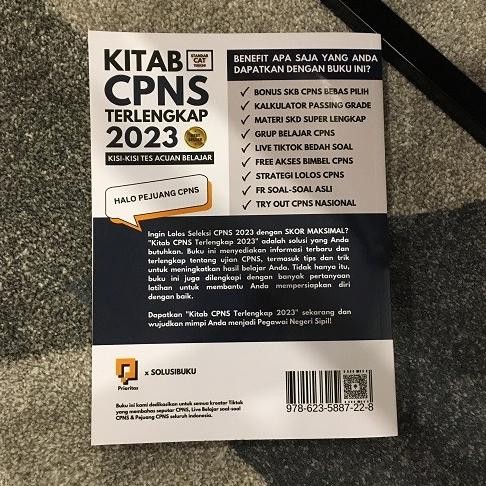 KITAB
CPNS
TERLENGKAP
2023
STANDAR
CAT
TERKINI
BEST
SELLER
KISI-KISI TES ACUAN BELAJAR
HALO PEJUANG CPNS
BENEFIT APA SAJA YANG ANDA
DAPATKAN DENGAN BUKU INI?
BONUS SKB CPNS BEBAS PILIH
KALKULATOR PASSING GRADE
MATERI SKD SUPER LENGKAP
GRUP BELAJAR CPNS
LIVE TIKTOK BEDAH SOAL
FREE AKSES BIMBEL CPNS
STRATEGI LOLOS CPNS
FR SOAL-SOAL ASLI
TRY OUT CPNS NASIONAL
Ingin Lolos Seleksi CPNS 2023 dengan SKOR MAKSIMAL?
"Kitab CPNS Terlengkap 2023" adalah solusi yang Anda
butuhkan. Buku ini menyediakan informasi terbaru dan
terlengkap tentang ujian CPNS, termasuk tips dan trik
untuk meningkatkan hasil belajar Anda. Tidak hanya itu,
buku ini juga dilengkapi dengan banyak pertanyaan
latihan untuk membantu Anda mempersiapkan diri
dengan baik.
Dapatkan "Kitab CPNS Terlengkap 2023" sekarang dan
wujudkan mimpi Anda menjadi Pegawai Negeri Sipil!
Prioritas
x SOLUSIBUKU
Buku ini kami dedikasikan untuk semua kreator Tiktok
yang membahas seputar CPNS, Live Belajar soal-soal
CPNS & Pejuang CPNS seluruh Indonesia.
978-623-5887-22-8